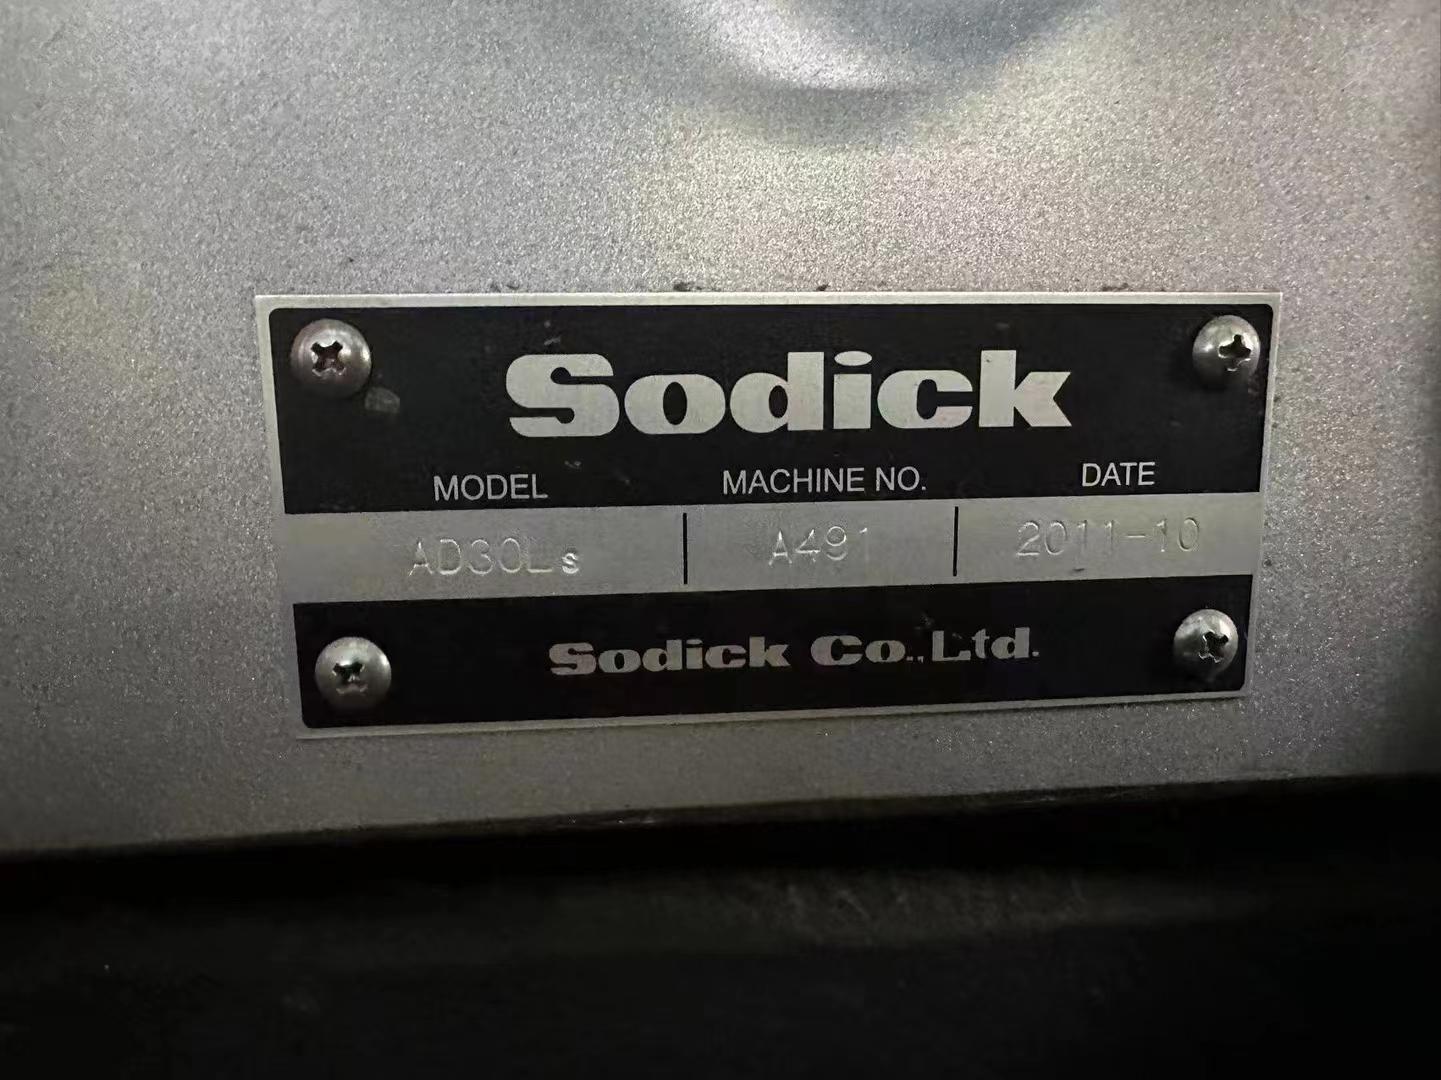 Sodick
MODEL MACHINE NO. DATE
AD30Ls A491 2011-10
Sodick Co.,Ltd.